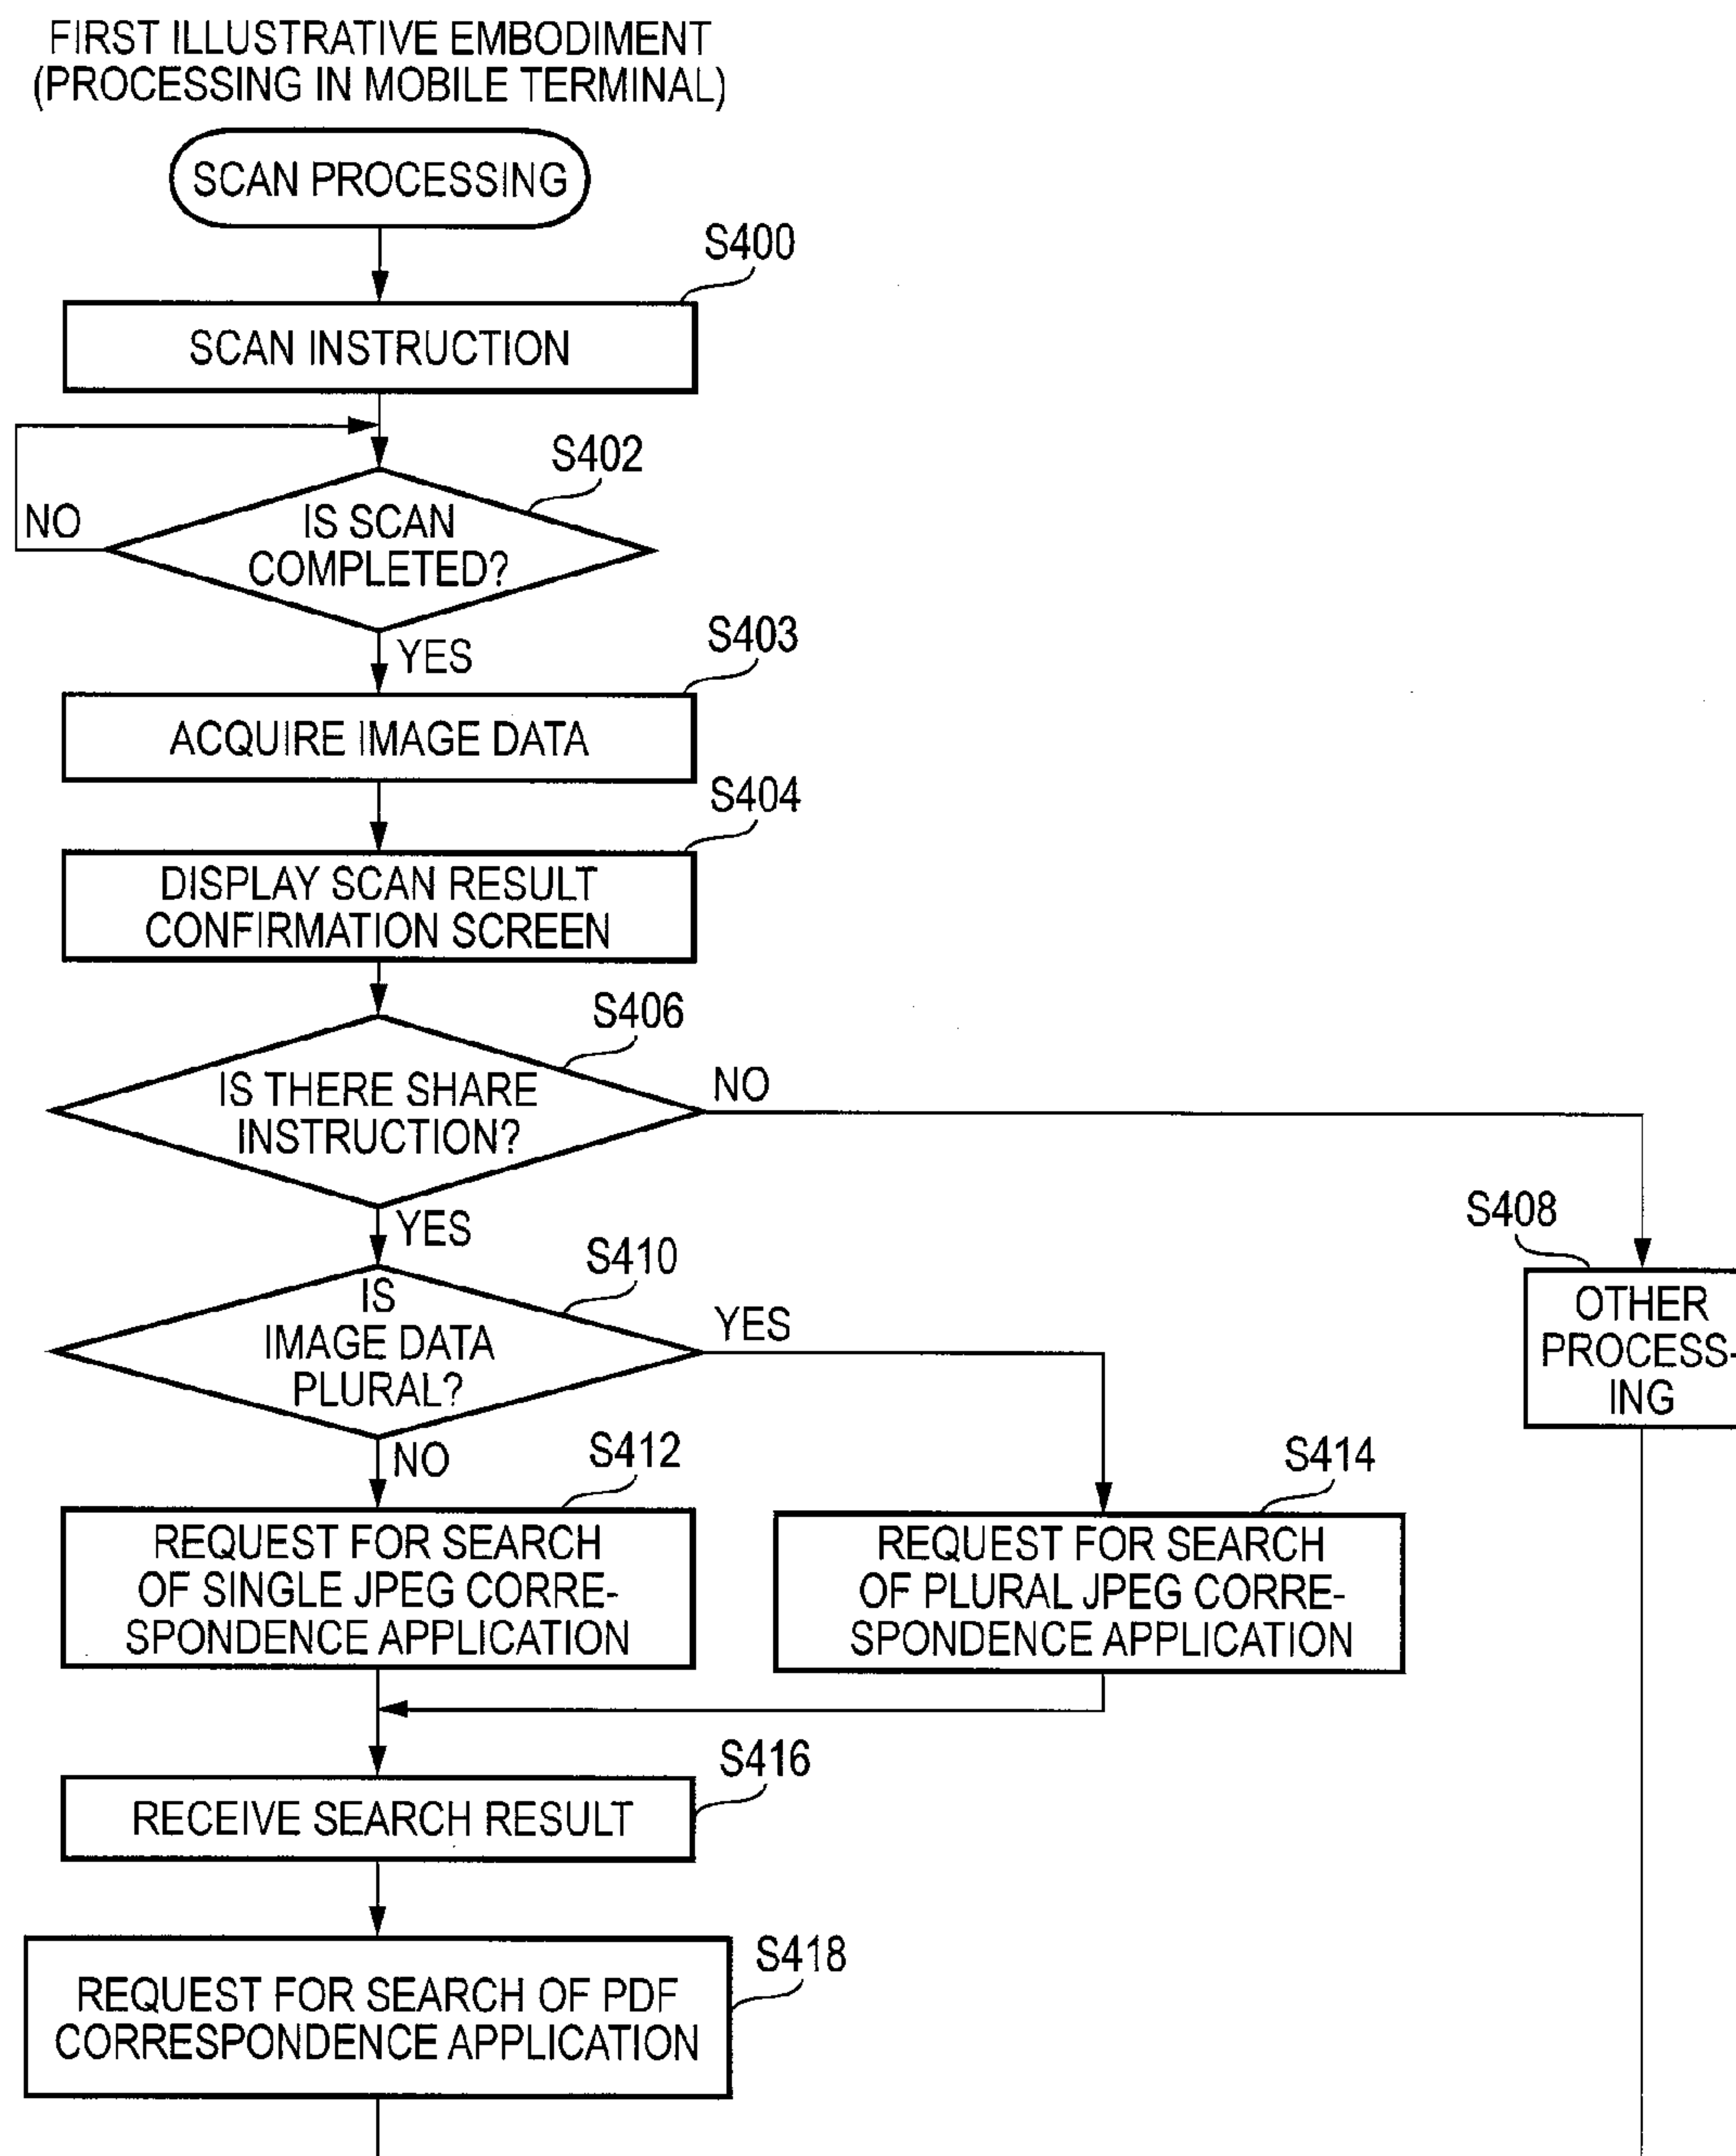 FIRST ILLUSTRATIVE EMBODIMENT
(PROCESSING IN MOBILE TERMINAL)
SCAN PROCESSING
S400
SCAN INSTRUCTION
S402
NO
IS SCAN
COMPLETED?
YES
S403
ACQUIRE IMAGE DATA
S404
DISPLAY SCAN RESULT
CONFIRMATION SCREEN
S406
IS THERE SHARE
INSTRUCTION?
NO
YES
S408
OTHER
PROCESS-
ING
S410
IS
IMAGE DATA
PLURAL?
YES
NO
S412
REQUEST FOR SEARCH
OF SINGLE JPEG CORRE-
SPONDENCE APPLICATION
S414
REQUEST FOR SEARCH
OF PLURAL JPEG CORRE-
SPONDENCE APPLICATION
S416
RECEIVE SEARCH RESULT
S418
REQUEST FOR SEARCH OF PDF
CORRESPONDENCE APPLICATION